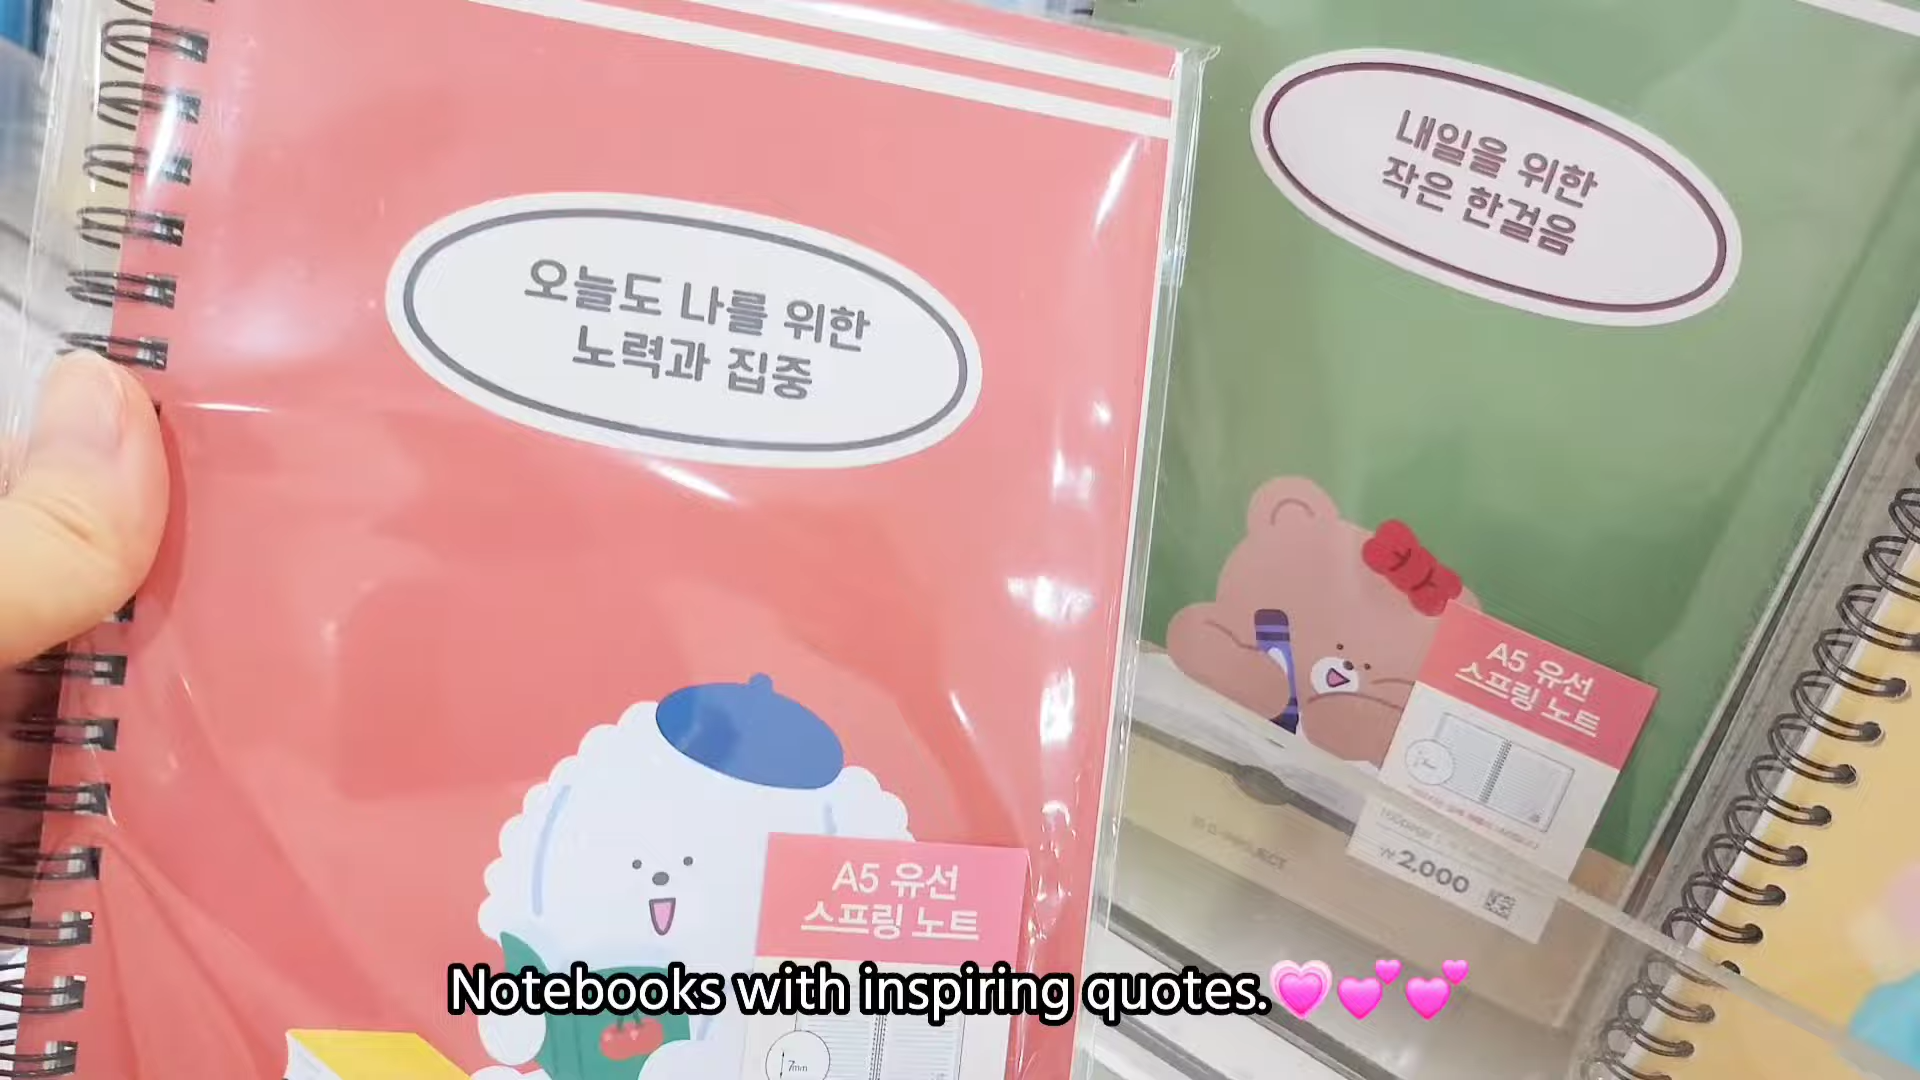 오늘도 나를 위한
노력과 집중
내일을 위한
작은 한걸음
A5 유선
스프링 노트
₩2,000
A5 유선
스프링 노트
7mm
Notebooks with inspiring quotes.💗💕💕